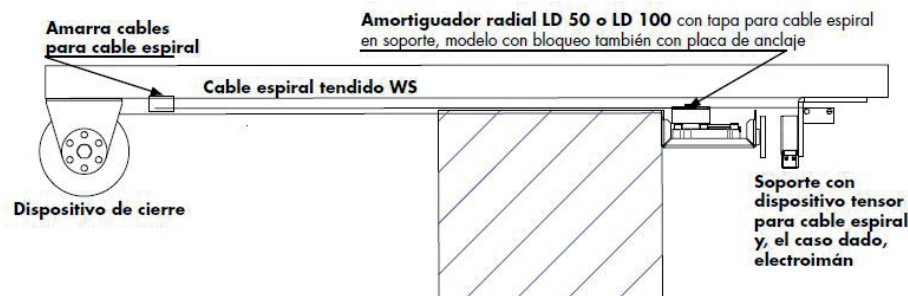 Amarra cables
para cable espiral
Amortiguador radial LD 50 o LD 100 con tapa para cable espiral
en soporte, modelo con bloqueo también con placa de anclaje
Cable espiral tendido WS
Dispositivo de cierre
Soporte con
dispositivo tensor
para cable espiral
y, el caso dado,
electroimán